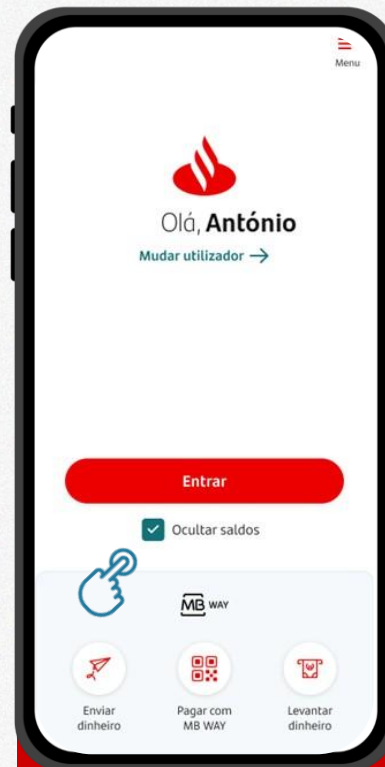 Menu
Olá, António
Mudar utilizador →
Entrar
Ocultar saldos
MB WAY
Enviar
dinheiro
Pagar com
MB WAY
Levantar
dinheiro